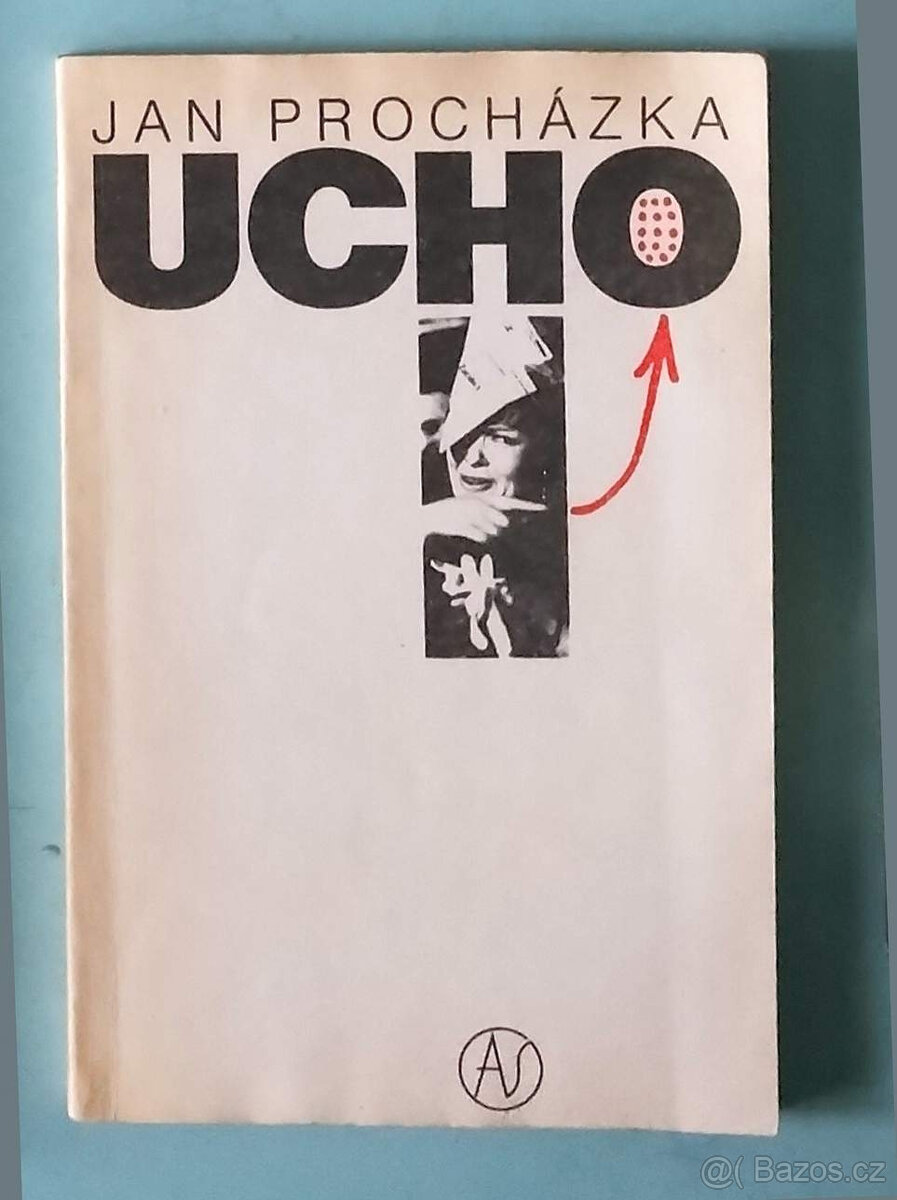 JAN PROCHÁZKA
UCHO
AS
@( Bazos.cz